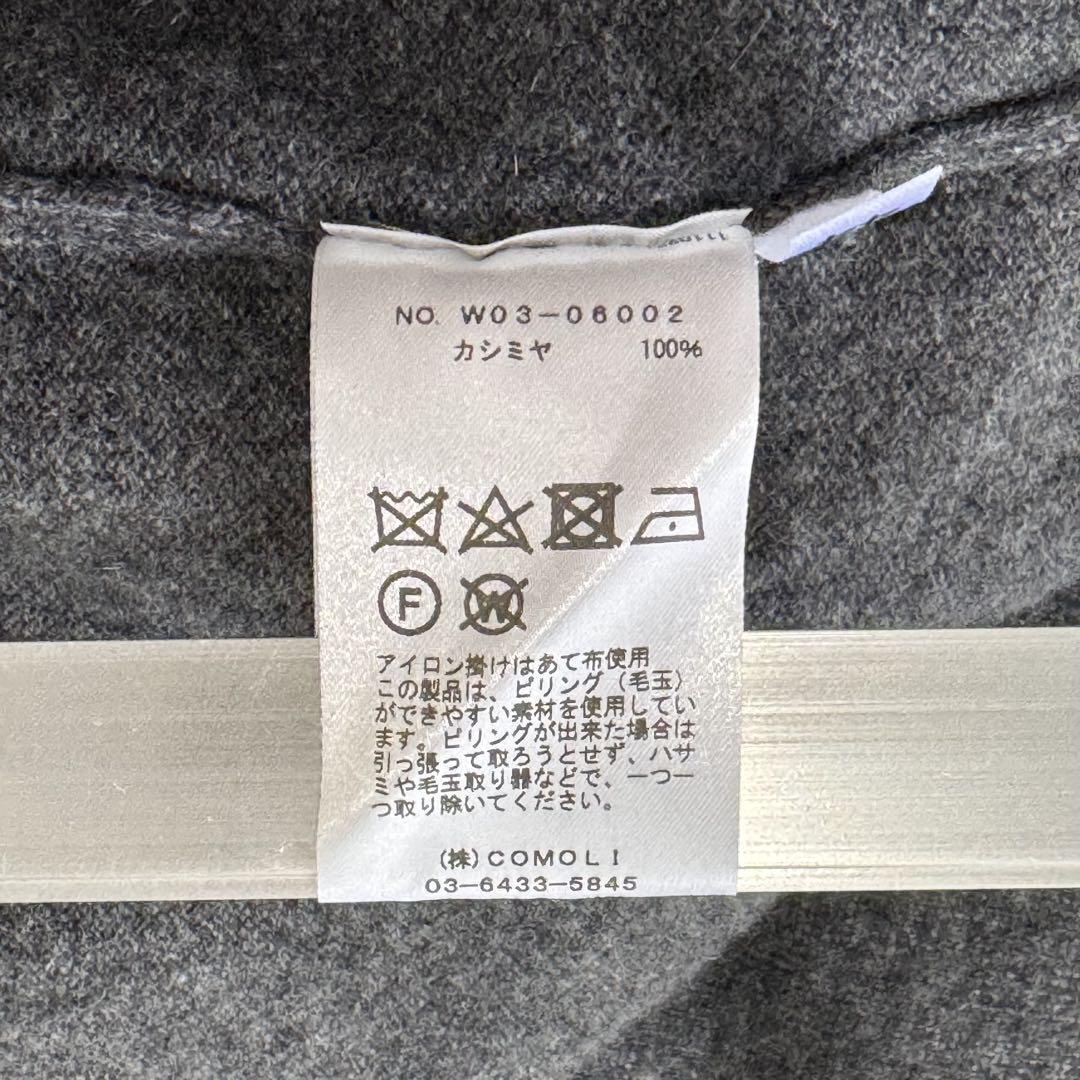 NO. W03-06002
カシミヤ 100%
F
W
アイロン掛けはあて布使用
この製品は、ピリング(毛玉)
ができやすい素材を使用してい
ます。ピリングが出来た場合は
引っ張って取ろうとせず、ハサ
ミや毛玉取り器などで、一つ一
つ取り除いてください。
(株)COMOLI
03-6433-5845